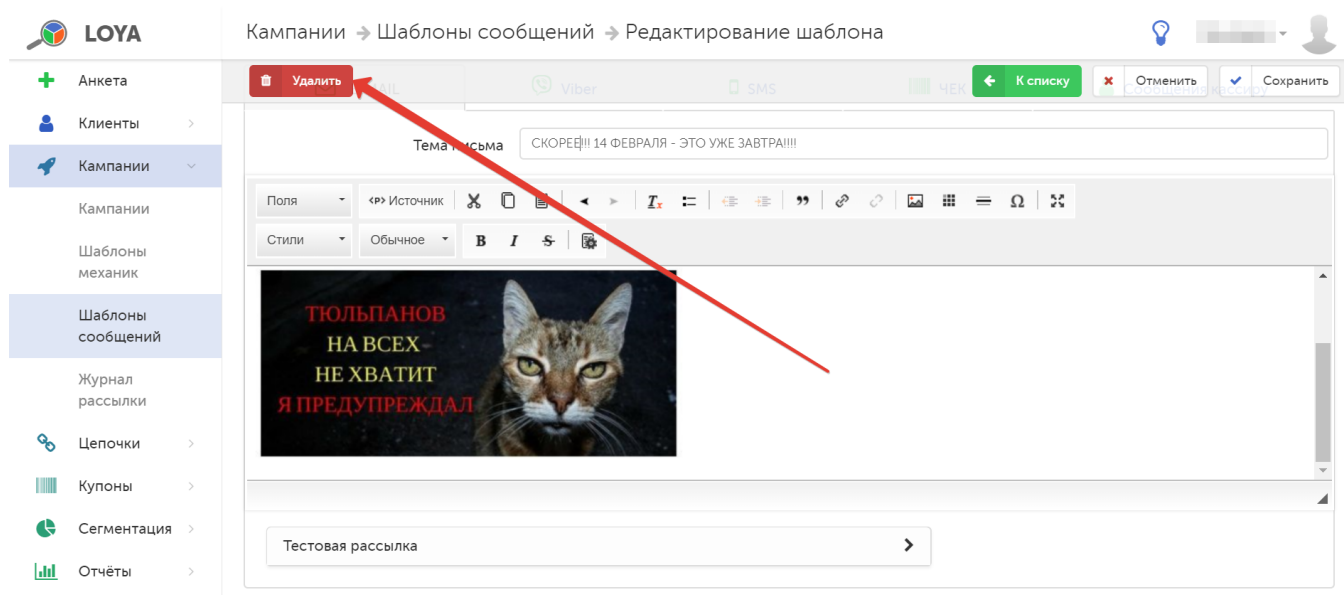 LOYA
Кампании → Шаблоны сообщений → Редактирование шаблона
Анкета
Клиенты
Кампании
Кампании
Шаблоны
механик
Шаблоны
сообщений
Журнал
рассылки
Цепочки
Купоны
Сегментация
Отчёты
Удалить
Viber
SMS
ЧЕК
К списку
Отменить
Сохранить
Сообщения кассиру
Тема письма
СКОРЕЕ!!! 14 ФЕВРАЛЯ - ЭТО УЖЕ ЗАВТРА!!!!
Поля
Источник
Стили
Обычное
B I S
ТЮЛЬПАНОВ
НА ВСЕХ
НЕ ХВАТИТ
Я ПРЕДУПРЕЖДАЛ
Тестовая рассылка